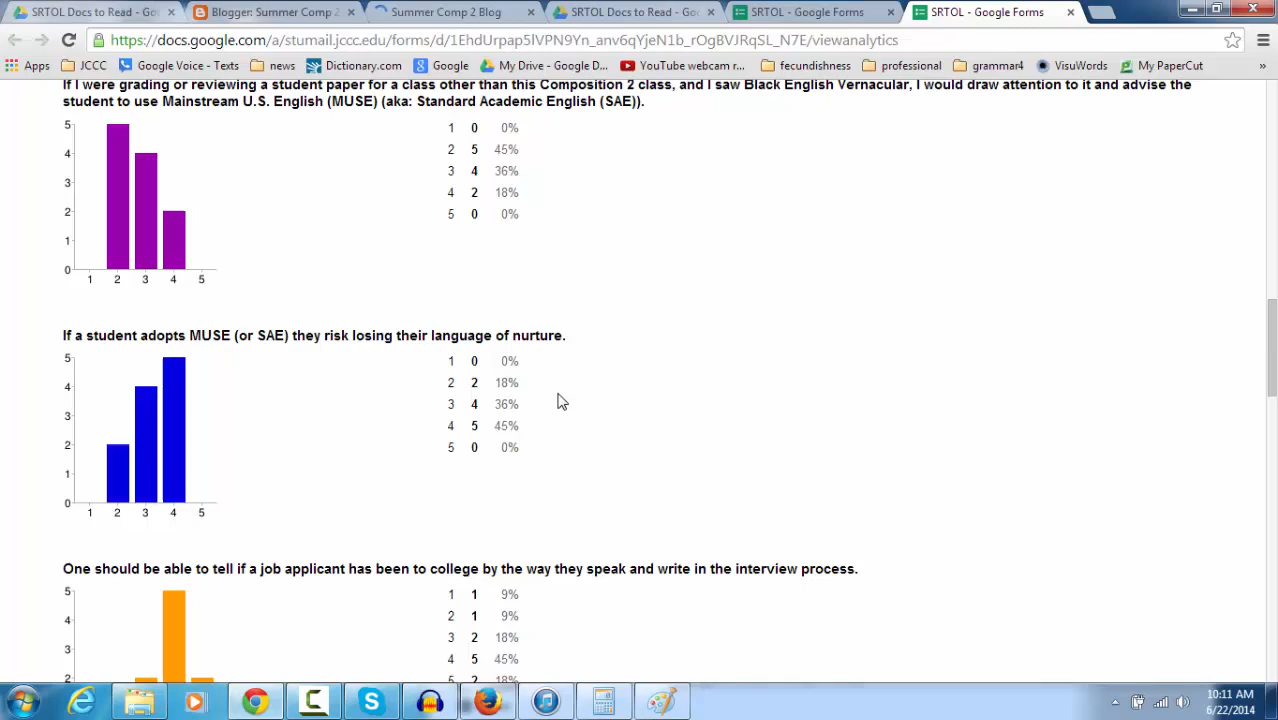 SRTOL Docs to Read - Go
Blogger: Summer Comp 2
Summer Comp 2 Blog
SRTOL Docs to Read - Goo
SRTOL - Google Forms
SRTOL - Google Forms
https://docs.google.com/a/stumail.jccc.edu/forms/d/1EhdUrpap5lVPN9Yn_anv6qYjeN1b_rOgBVJRqSL_N7E/viewanalytics
Apps JJCC Google Voice - Texts news Dictionary.com Google My Drive - Google D... YouTube webcam r... fecundishness professional grammar4 VisuWords My PaperCut »
If I were grading or reviewing a student paper for a class other than this Composition 2 class, and I saw Black English Vernacular, I would draw attention to it and advise the
student to use Mainstream U.S. English (MUSE) (aka: Standard Academic English (SAE)).
5
4
3
2
1
0
1 2 3 4 5
1 0 0%
2 5 45%
3 4 36%
4 2 18%
5 0 0%
If a student adopts MUSE (or SAE) they risk losing their language of nurture.
5
4
3
2
1
0
1 2 3 4 5
1 0 0%
2 2 18%
3 4 36%
4 5 45%
5 0 0%
One should be able to tell if a job applicant has been to college by the way they speak and write in the interview process.
5
4
3
2
1 1 9%
2 1 9%
3 2 18%
4 5 45%
5 2 18%
10:11 AM
6/22/2014